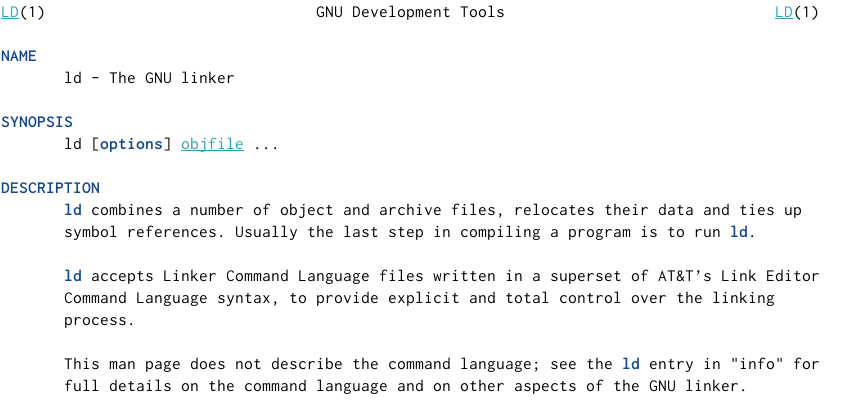 LD(1) GNU Development Tools LD(1)
NAME
ld - The GNU linker
SYNOPSIS
ld [options] objfile ...
DESCRIPTION
ld combines a number of object and archive files, relocates their data and ties up
symbol references. Usually the last step in compiling a program is to run ld.
ld accepts Linker Command Language files written in a superset of AT&T’s Link Editor
Command Language syntax, to provide explicit and total control over the linking
process.
This man page does not describe the command language; see the ld entry in "info" for
full details on the command language and on other aspects of the GNU linker.